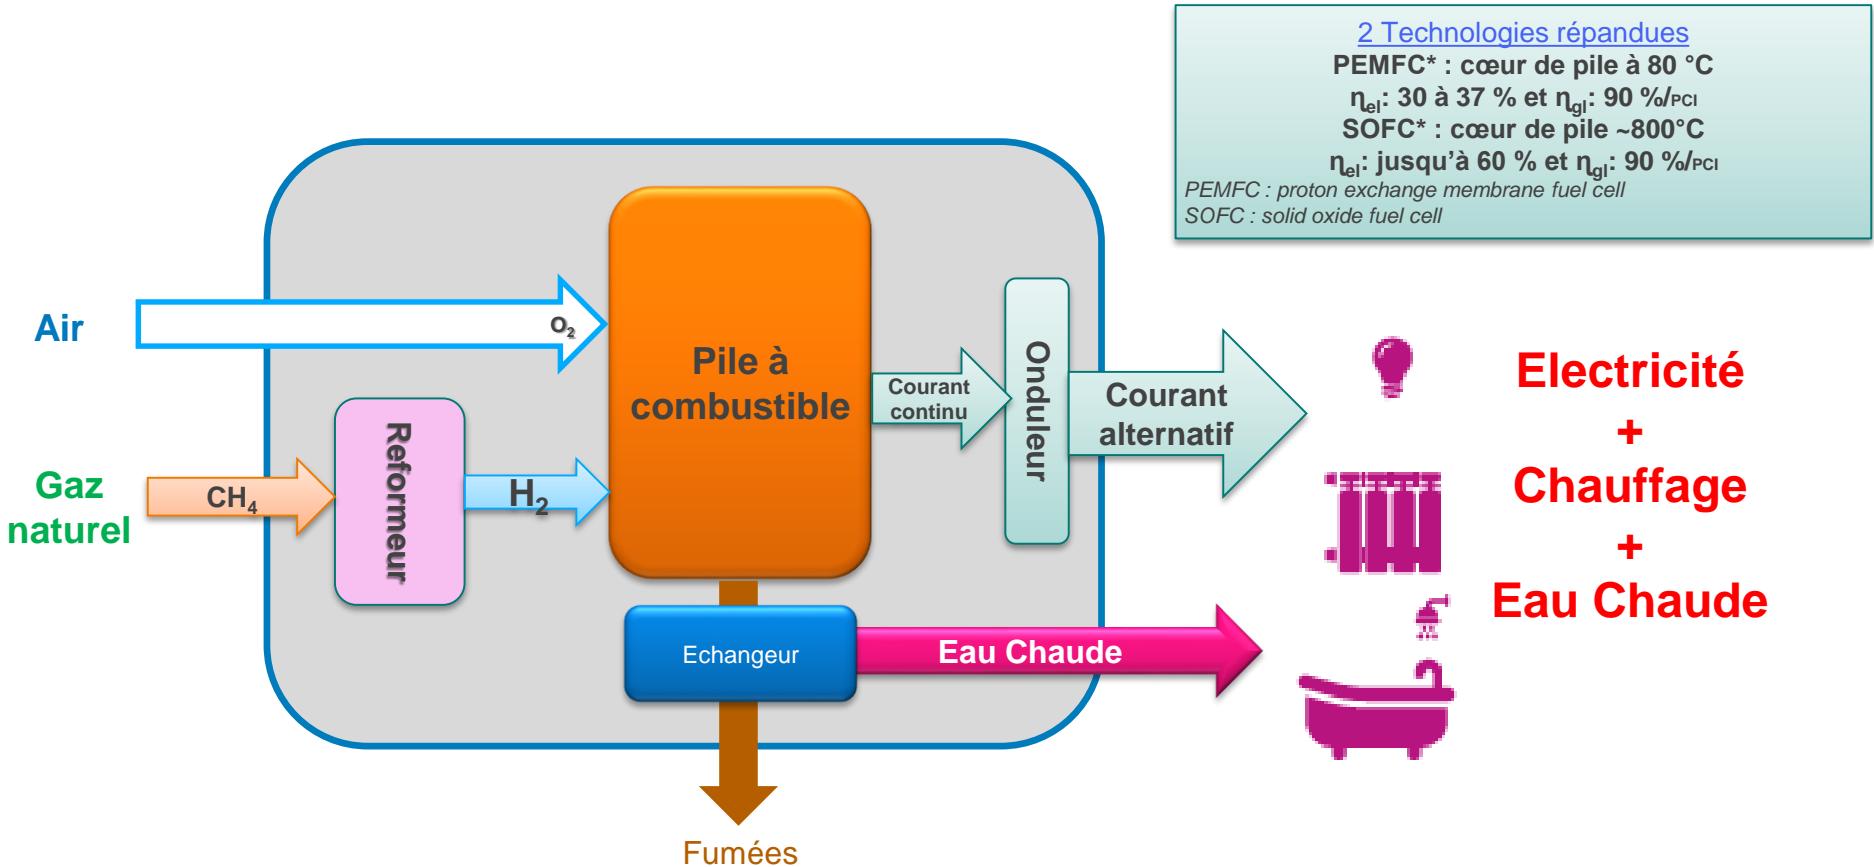 2 Technologies répandues
PEMFC* : cœur de pile à 80 °C
ηel: 30 à 37 % et ηgl: 90 %/PCI
SOFC* : cœur de pile ~800°C
ηel: jusqu’à 60 % et ηgl: 90 %/PCI
PEMFC : proton exchange membrane fuel cell
SOFC : solid oxide fuel cell
Air
O2
Pile à
combustible
Courant
continu
Onduleur
Courant
alternatif
Electricité
+
Chauffage
+
Eau Chaude
Gaz
naturel
CH4
Reformeur
H2
Echangeur
Eau Chaude
Fumées